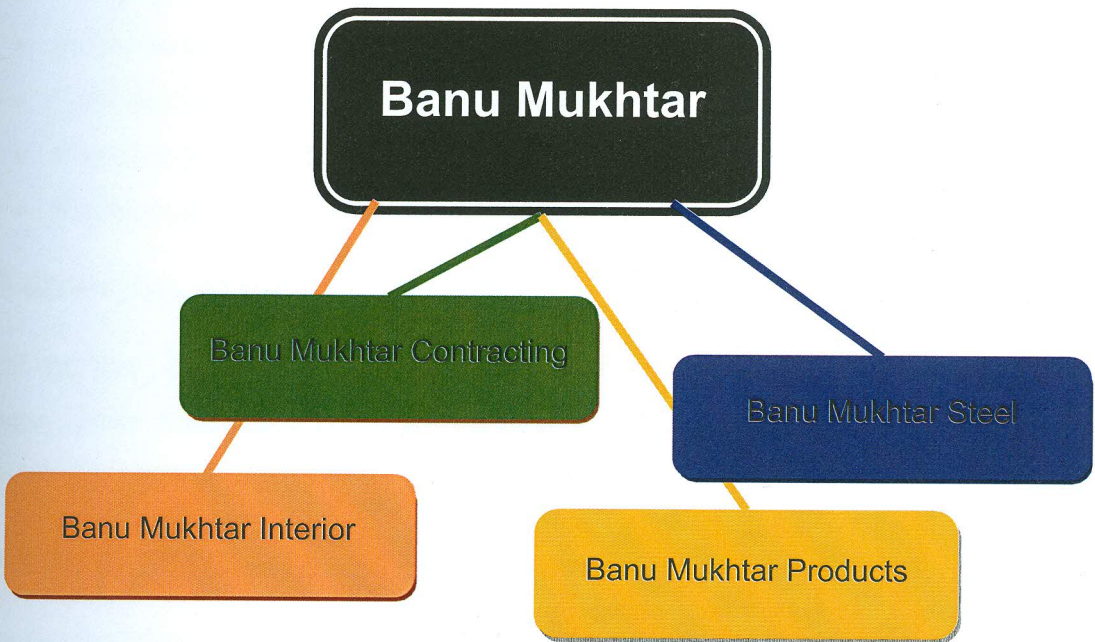 Banu Mukhtar
Banu Mukhtar Contracting
Banu Mukhtar Steel
Banu Mukhtar Interior
Banu Mukhtar Products